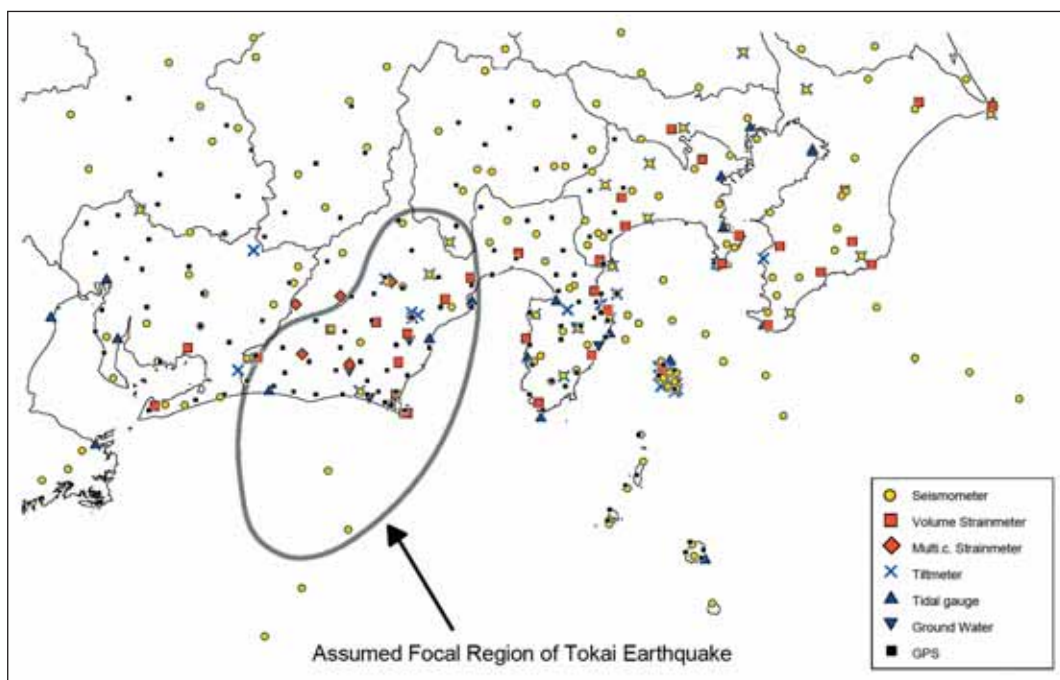 Seismometer
Volume Strainmeter
Multi.c. Strainmeter
Tiltmeter
Tidal gauge
Ground Water
GPS
Assumed Focal Region of Tokai Earthquake